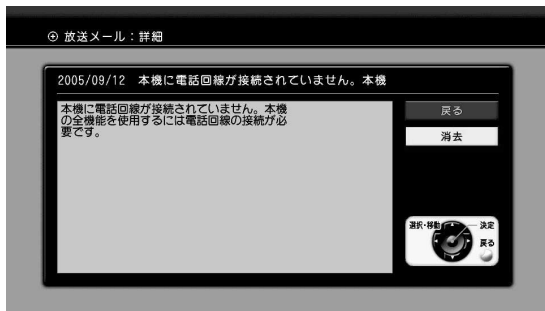 ⊕ 放送メール：詳細
2005/09/12 本機に電話回線が接続されていません。本機
本機に電話回線が接続されていません。本機
の全機能を使用するには電話回線の接続が必
要です。
戻る
消去
選択・移動
決定
戻る